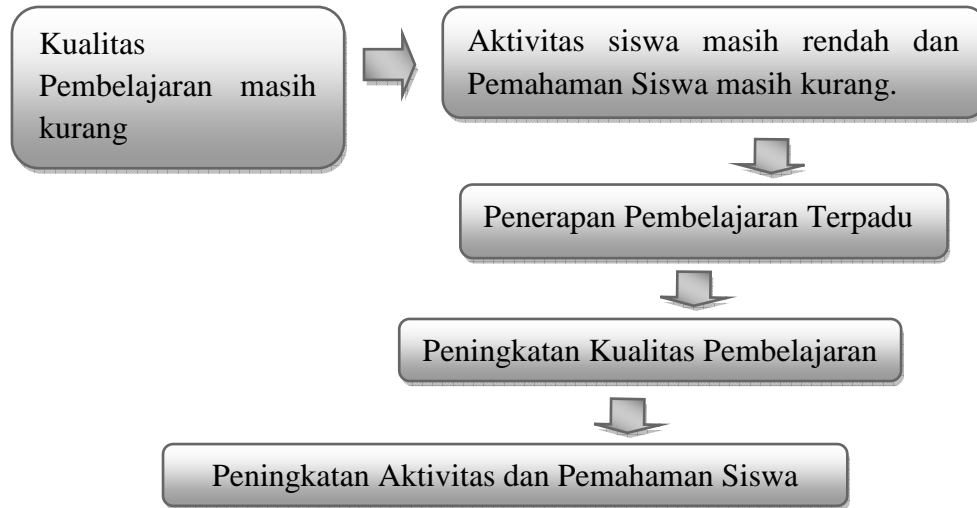 Kualitas
Pembelajaran masih
kurang
Aktivitas siswa masih rendah dan
Pemahaman Siswa masih kurang.
Penerapan Pembelajaran Terpadu
Peningkatan Kualitas Pembelajaran
Peningkatan Aktivitas dan Pemahaman Siswa